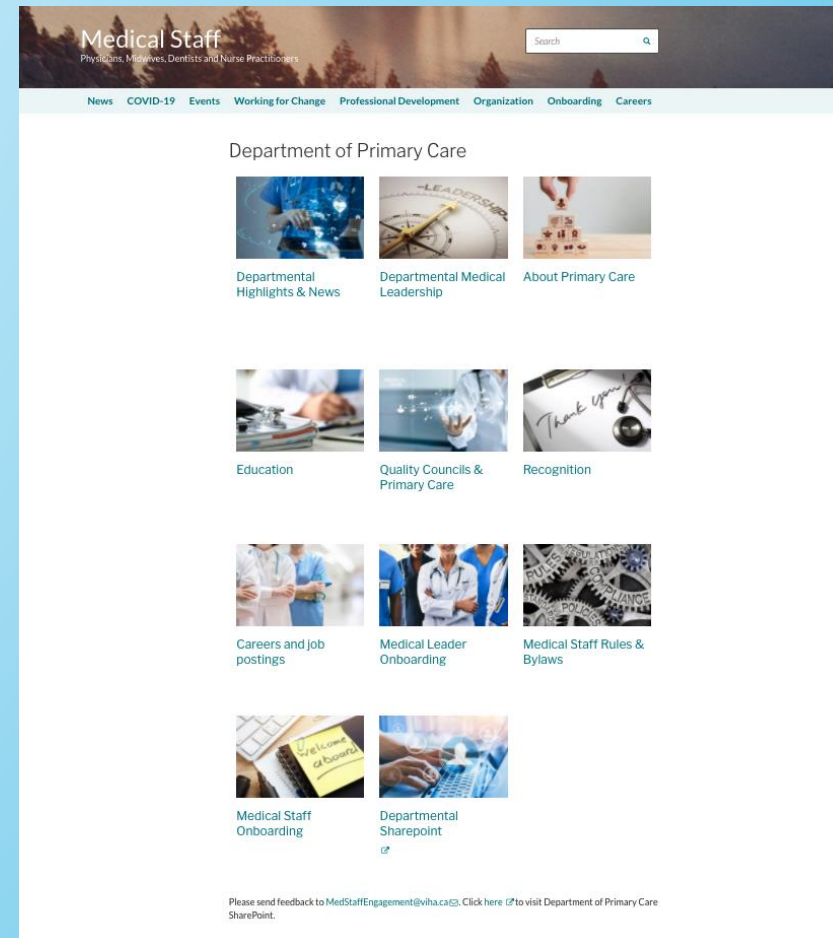 Medical Staff
Physicians, Midwives, Dentists and Nurse Practitioners
Search
News COVID-19 Events Working for Change Professional Development Organization Onboarding Careers
Department of Primary Care
LEADERSHIP
Departmental Highlights & News
Departmental Medical Leadership
About Primary Care
Thank you!
Education
Quality Councils & Primary Care
Recognition
REGULATIONS
RULES
COMPLIANCE
POLICIES
Careers and job postings
Medical Leader Onboarding
Medical Staff Rules & Bylaws
Welcome
aboard
Medical Staff Onboarding
Departmental Sharepoint
Please send feedback to MedStaffEngagement@viha.ca. Click here to visit Department of Primary Care
SharePoint.